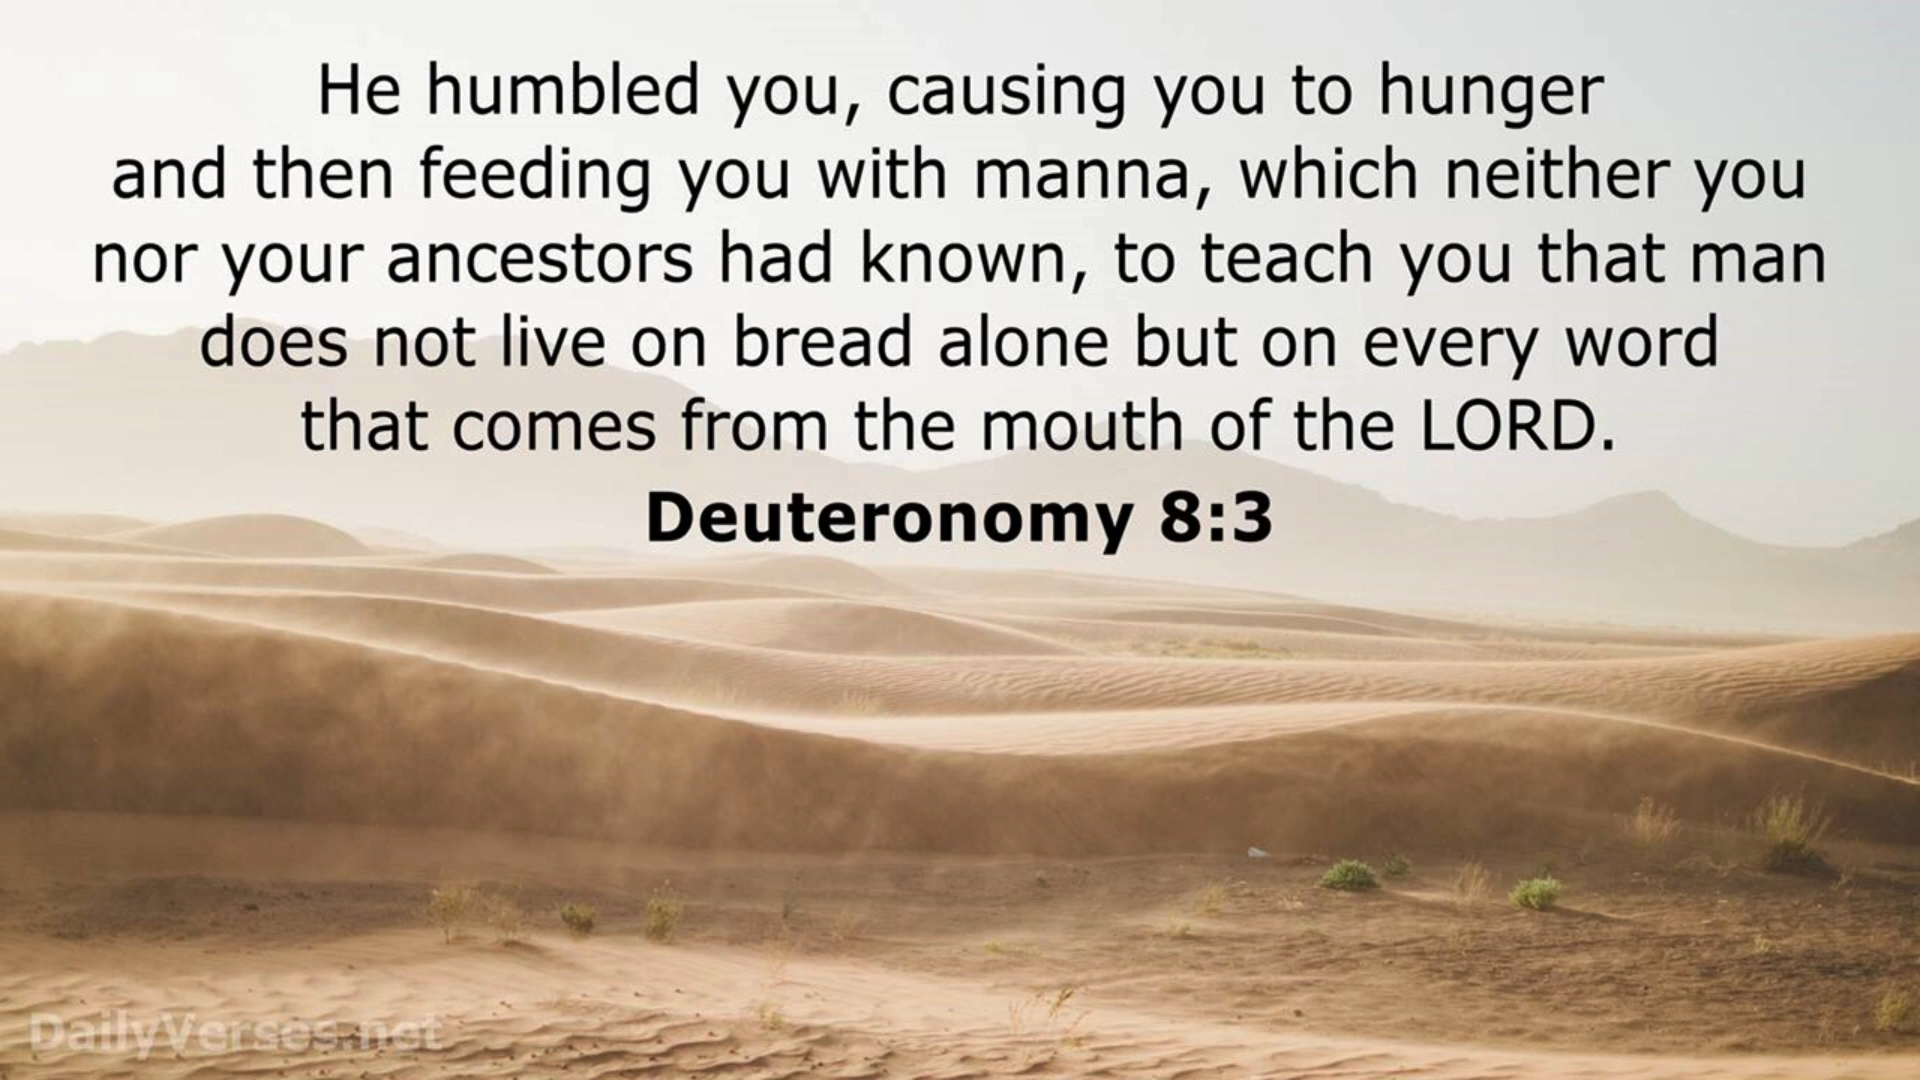 He humbled you, causing you to hunger
and then feeding you with manna, which neither you
nor your ancestors had known, to teach you that man
does not live on bread alone but on every word
that comes from the mouth of the LORD.
Deuteronomy 8:3
DailyVerses.net